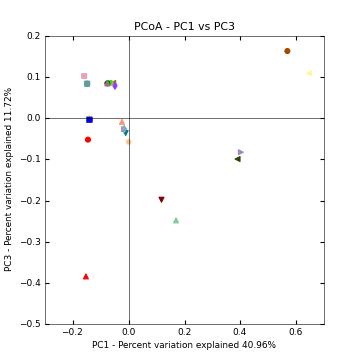 PCoA - PC1 vs PC3
PC3 - Percent variation explained 11.72%
0.2
0.1
0.0
−0.1
−0.2
−0.3
−0.4
−0.5
−0.2 0.0 0.2 0.4 0.6
PC1 - Percent variation explained 40.96%